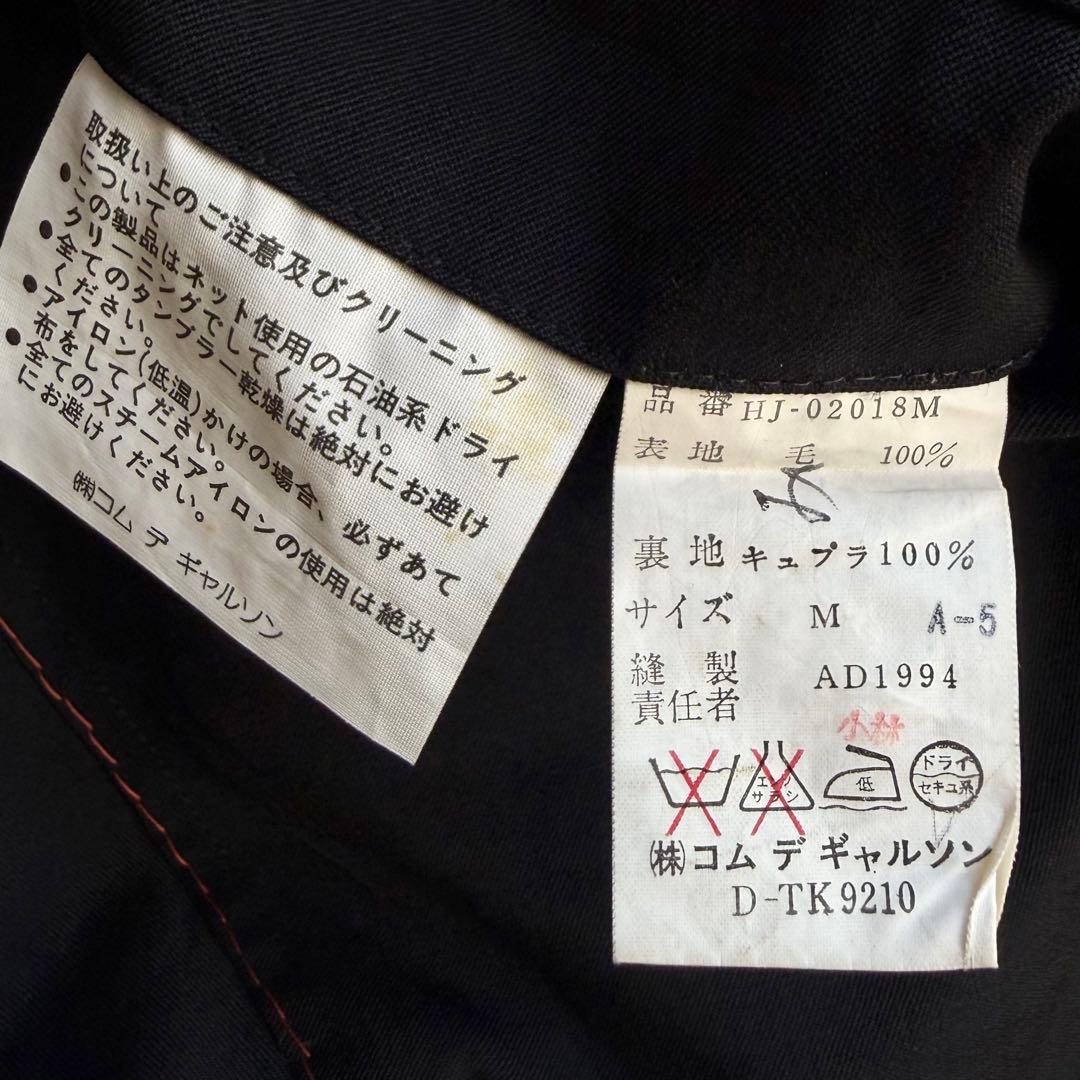 取扱い上のご注意及びクリーニング
について
●この製品はネット使用の石油系ドライ
クリーニングでしてください。
●全てのタンブラー乾燥は絶対にお避け
ください。
●アイロン(低温)かけの場合、必ずあて
布をしてください。
●全てのスチームアイロンの使用は絶対
にお避けください。
㈱コム デ ギャルソン
品番 HJ-02018M
表地 毛 100%
裏地 キュプラ100%
サイズ M A-5
縫製 AD1994
責任者
小林
エンソ
サラシ
低
ドライ
セキユ系
㈱コム デ ギャルソン
D-TK9210